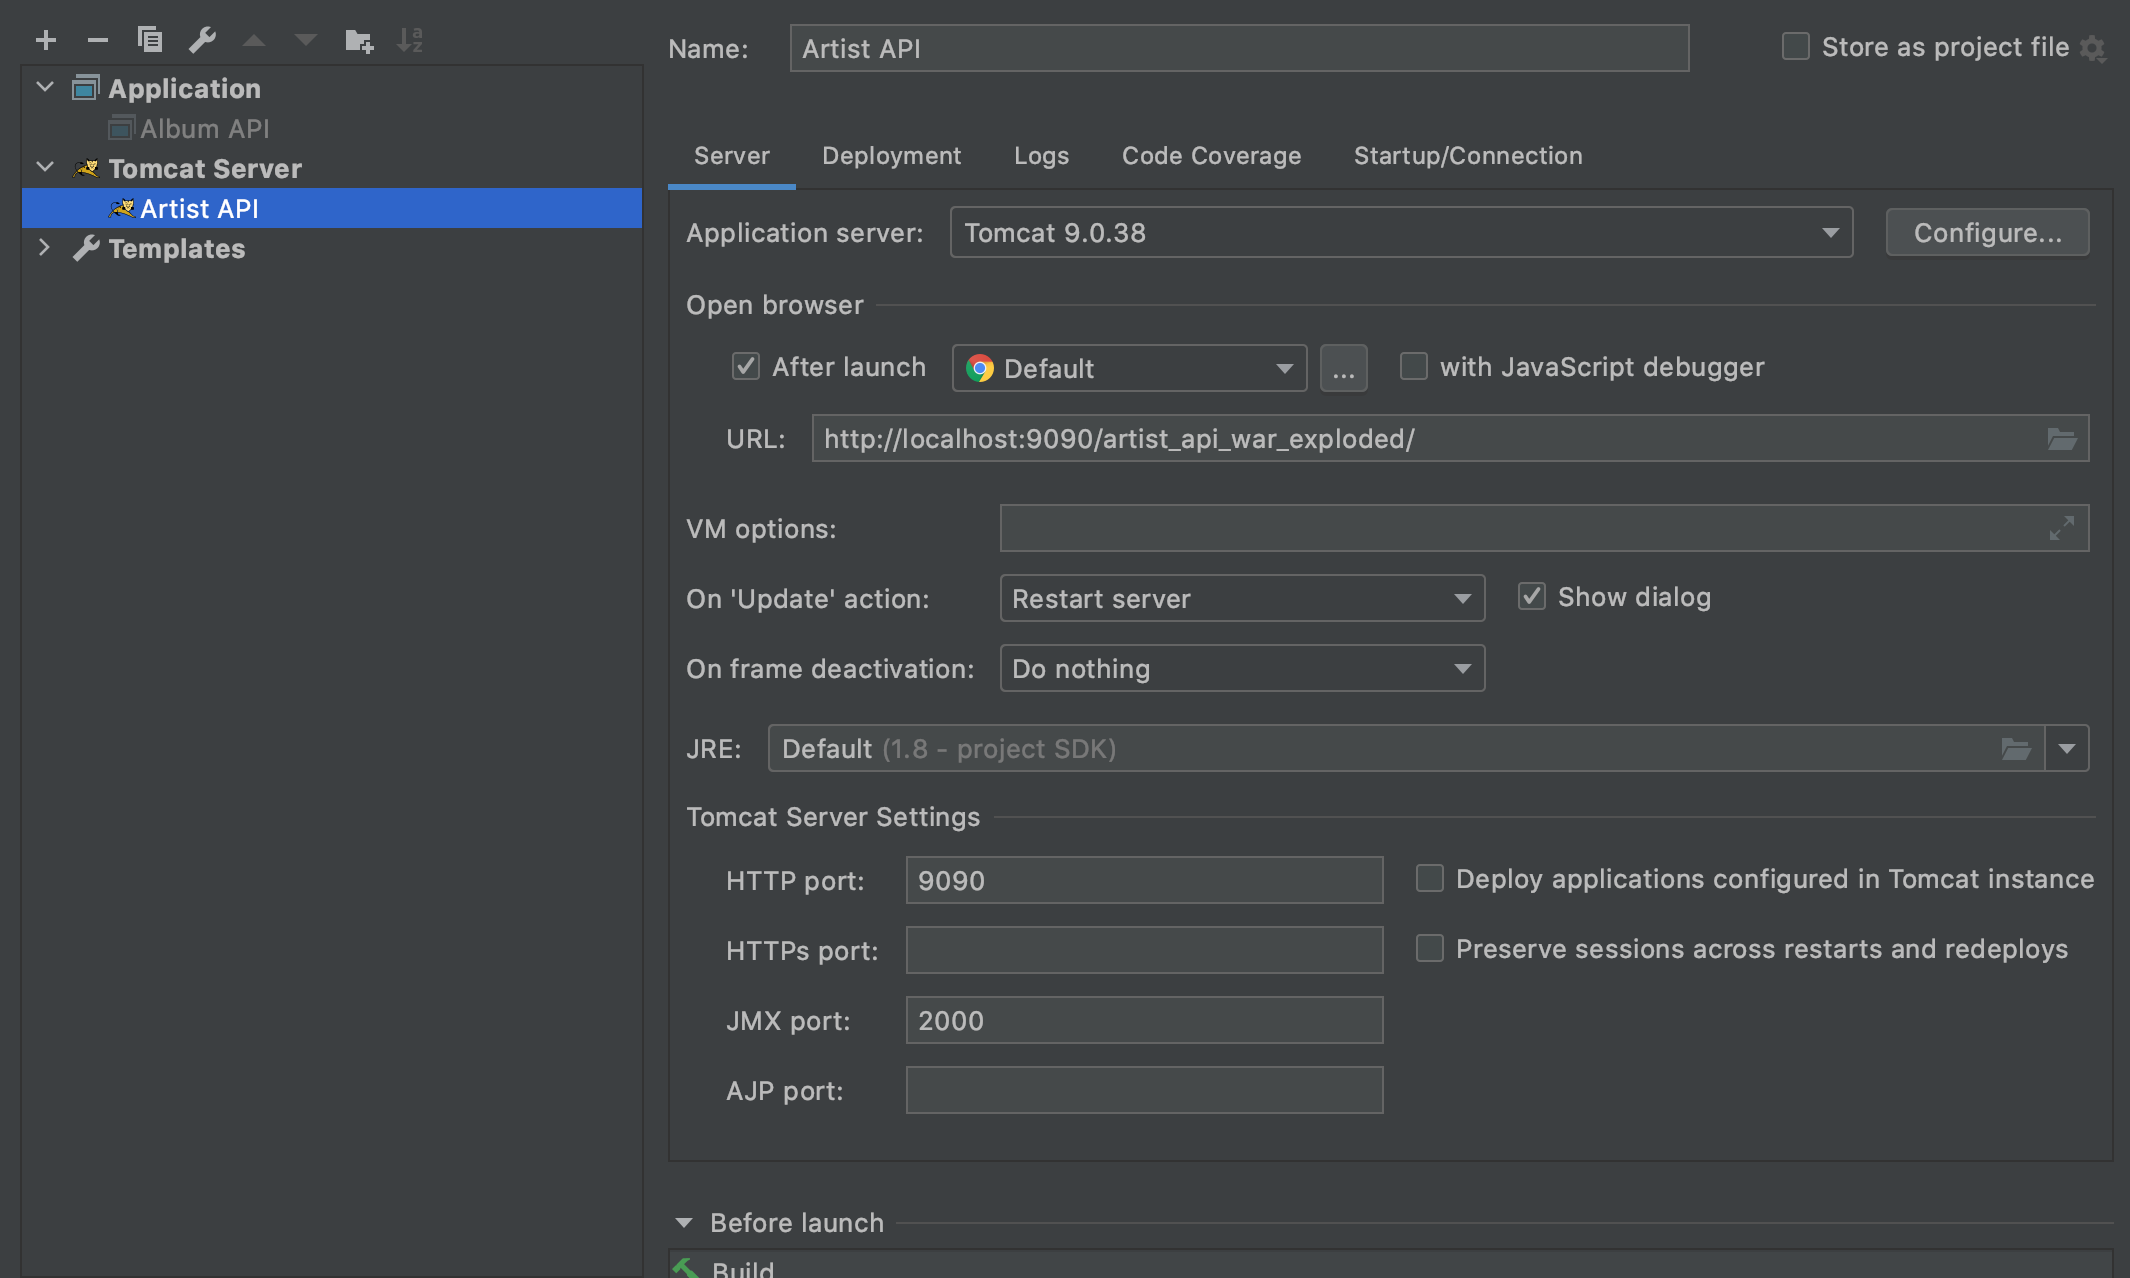 Application
Album API
Tomcat Server
Artist API
Templates
Name: Artist API Store as project file
Server Deployment Logs Code Coverage Startup/Connection
Application server: Tomcat 9.0.38 Configure...
Open browser
After launch Default ... with JavaScript debugger
URL: http://localhost:9090/artist_api_war_exploded/
VM options:
On 'Update' action: Restart server Show dialog
On frame deactivation: Do nothing
JRE: Default (1.8 - project SDK)
Tomcat Server Settings
HTTP port: 9090 Deploy applications configured in Tomcat instance
HTTPs port: Preserve sessions across restarts and redeploys
JMX port: 2000
AJP port:
Before launch
Build